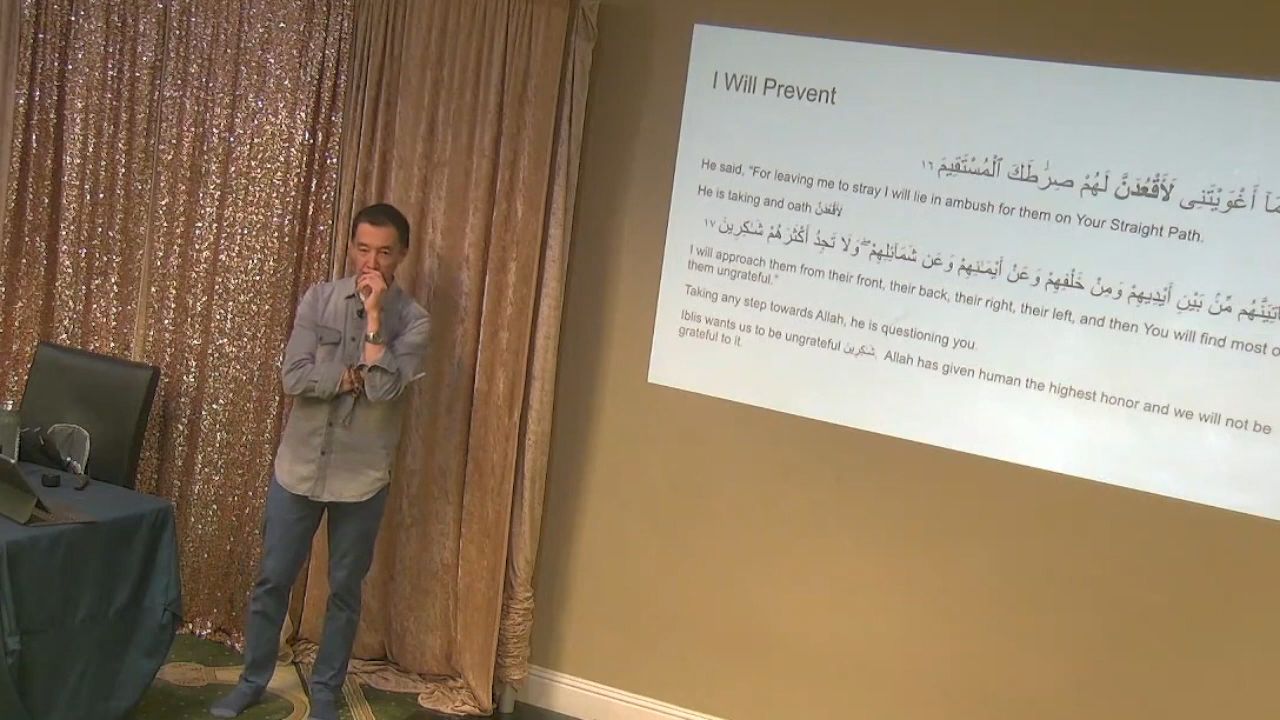 I Will Prevent
أَغْوَيْتَنِى لَأَقْعُدَنَّ لَهُمْ صِرَٰطَكَ ٱلْمُسْتَقِيمَ ١٦
He said, “For leaving me to stray I will lie in ambush for them on Your Straight Path.
He is taking and oath لَأَقْعُدَنَّ
مِّنۢ بَيْنِ أَيْدِيهِمْ وَمِنْ خَلْفِهِمْ وَعَنْ أَيْمَـٰنِهِمْ وَعَن شَمَآئِلِهِمْ ۖ وَلَا تَجِدُ أَكْثَرَهُمْ شَـٰكِرِينَ ١٧
I will approach them from their front, their back, their right, their left, and then You will find most
them ungrateful.”
Taking any step towards Allah, he is questioning you.
Iblis wants us to be ungrateful شَـٰكِرِينَ. Allah has given human the highest honor and we will not be
grateful to it.